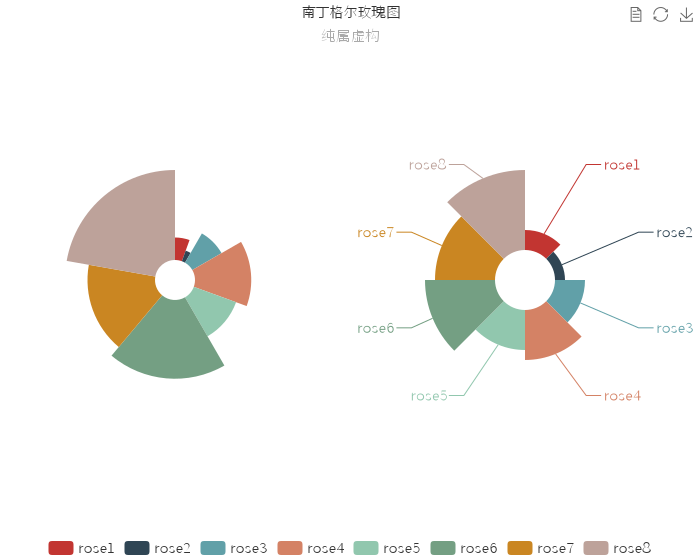 南丁格尔玫瑰图
纯属虚构
rose8 rose1
rose7 rose2
rose6 rose3
rose5 rose4
rose1 rose2 rose3 rose4 rose5 rose6 rose7 rose8